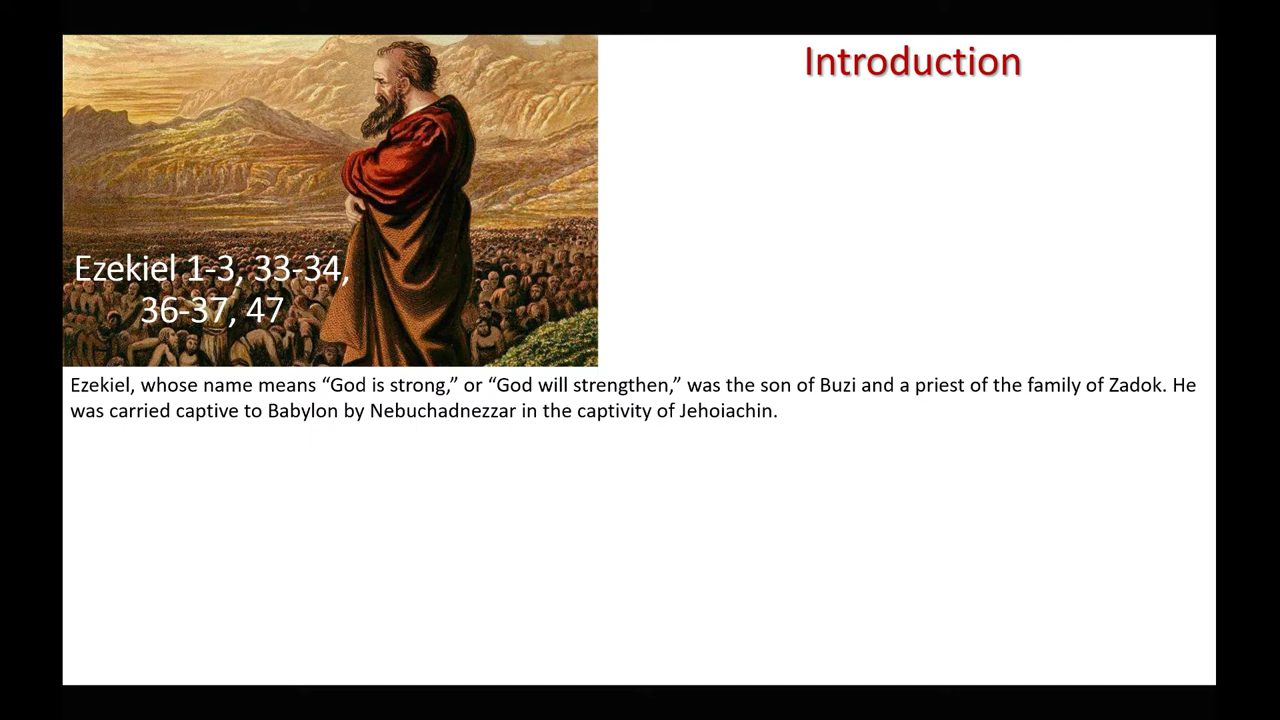 Introduction
Ezekiel 1-3, 33-34,
36-37, 47
Ezekiel, whose name means “God is strong,” or “God will strengthen,” was the son of Buzi and a priest of the family of Zadok. He
was carried captive to Babylon by Nebuchadnezzar in the captivity of Jehoiachin.